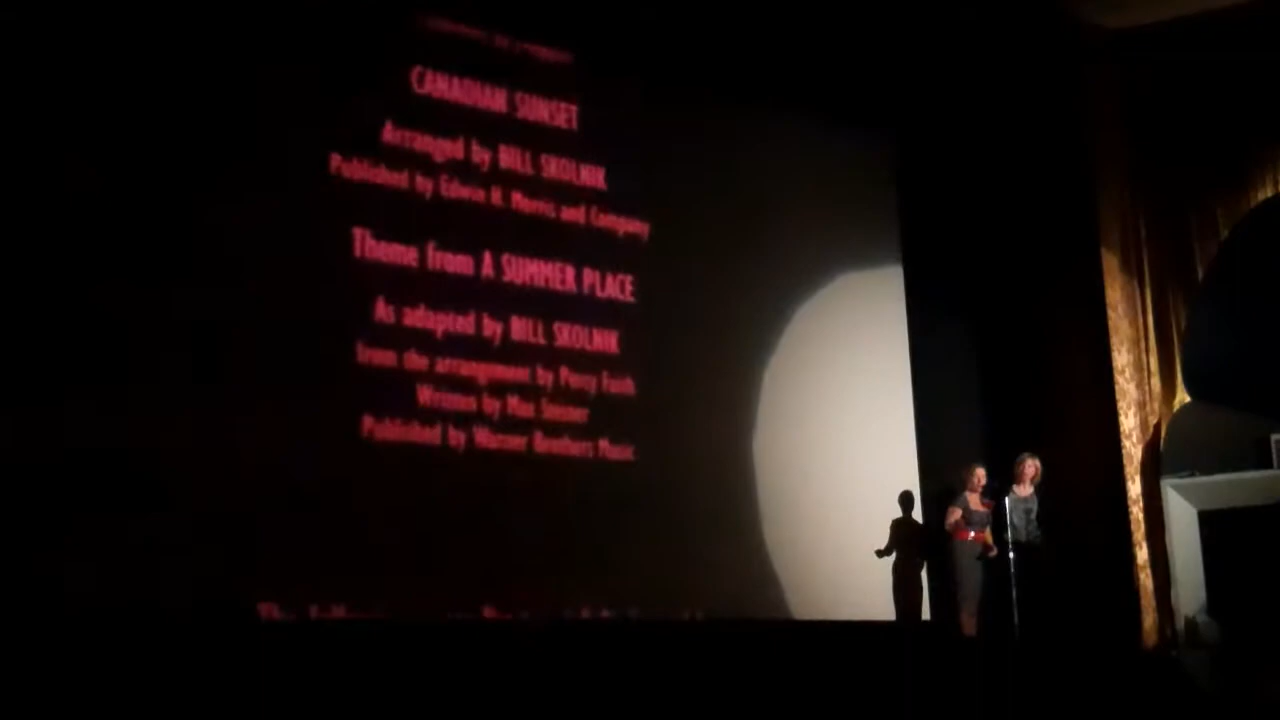 CANADIAN SUNSET
Arranged by BILL SKOLNIK
Published by Edwin H. Morris and Company
Theme from A SUMMER PLACE
As adapted by BILL SKOLNIK
from the arrangement by Percy Faith
Written by Max Steiner
Published by Warner Brothers Music